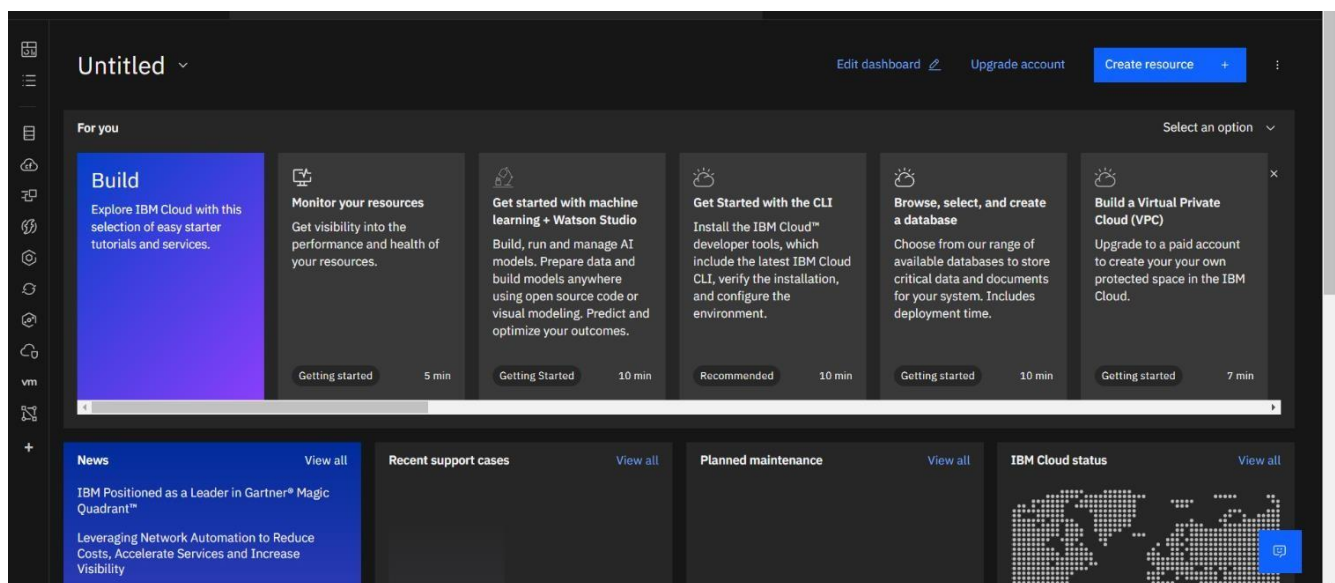 Untitled
Edit dashboard
Upgrade account
Create resource +
For you
Select an option
Build
Explore IBM Cloud with this
selection of easy starter
tutorials and services.
Monitor your resources
Get visibility into the
performance and health of
your resources.
Getting started
5 min
Get started with machine
learning + Watson Studio
Build, run and manage AI
models. Prepare data and
build models anywhere
using open source code or
visual modeling. Predict and
optimize your outcomes.
Getting Started
10 min
Get Started with the CLI
Install the IBM Cloud™
developer tools, which
include the latest IBM Cloud
CLI, verify the installation,
and configure the
environment.
Recommended
10 min
Browse, select, and create
a database
Choose from our range of
available databases to store
critical data and documents
for your system. Includes
deployment time.
Getting started
10 min
Build a Virtual Private
Cloud (VPC)
Upgrade to a paid account
to create your your own
protected space in the IBM
Cloud.
Getting started
7 min
vm
News
View all
IBM Positioned as a Leader in Gartner® Magic
Quadrant™
Leveraging Network Automation to Reduce
Costs, Accelerate Services and Increase
Visibility
Recent support cases
View all
Planned maintenance
View all
IBM Cloud status
View all